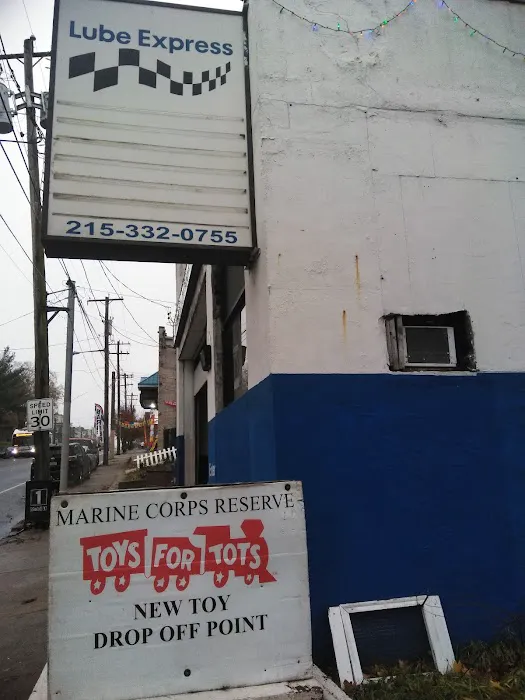 Lube Express
215-332-0755
SPEED
LIMIT
30
1
MARINE CORPS RESERVE
TOYS FOR TOTS
NEW TOY
DROP OFF POINT